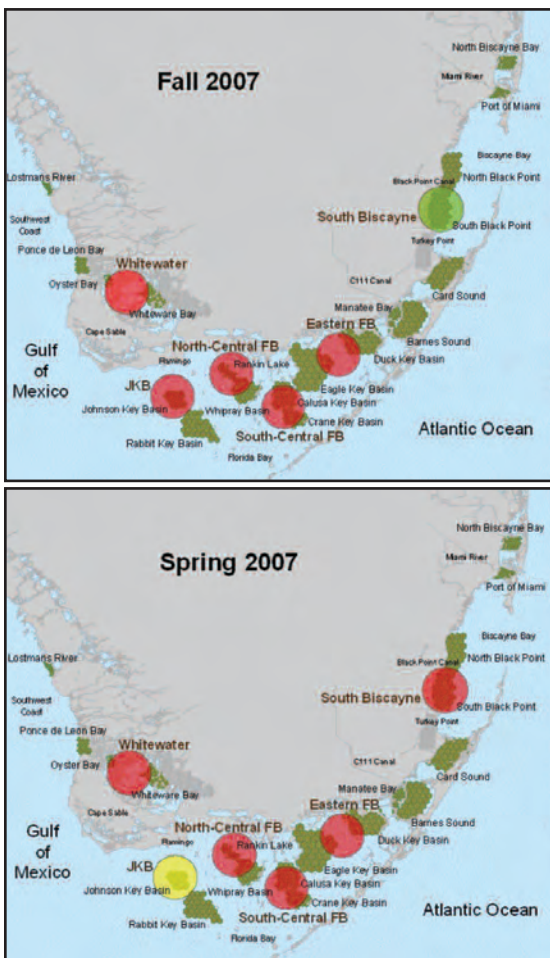 Fall 2007
North Biscayne Bay
Miami River
Port of Miami
Biscayne Bay
Black Point Canal
North Black Point
Lostmans River
South Biscayne
South Black Point
Southwest
Coast
Turkey Point
Ponce de Leon Bay
Whitewater
C111 Canal
Card Sound
Oyster Bay
Manatee Bay
Whiteware Bay
Eastern FB
Barnes Sound
Cape Sable
North-Central FB
Gulf
of
Mexico
Flamingo
Rankin Lake
Duck Key Basin
JKB
Eagle Key Basin
Johnson Key Basin
Whipray Basin
Calusa Key Basin
Crane Key Basin
Atlantic Ocean
South-Central FB
Rabbit Key Basin
Florida Bay
Spring 2007
North Biscayne Bay
Miami River
Port of Miami
Biscayne Bay
Black Point Canal
North Black Point
Lostmans River
South Biscayne
South Black Point
Southwest
Coast
Turkey Point
Ponce de Leon Bay
Whitewater
C111 Canal
Card Sound
Oyster Bay
Manatee Bay
Whiteware Bay
Eastern FB
Barnes Sound
Cape Sable
North-Central FB
Gulf
of
Mexico
Flamingo
Rankin Lake
Duck Key Basin
JKB
Eagle Key Basin
Johnson Key Basin
Whipray Basin
Calusa Key Basin
Crane Key Basin
Atlantic Ocean
South-Central FB
Rabbit Key Basin
Florida Bay